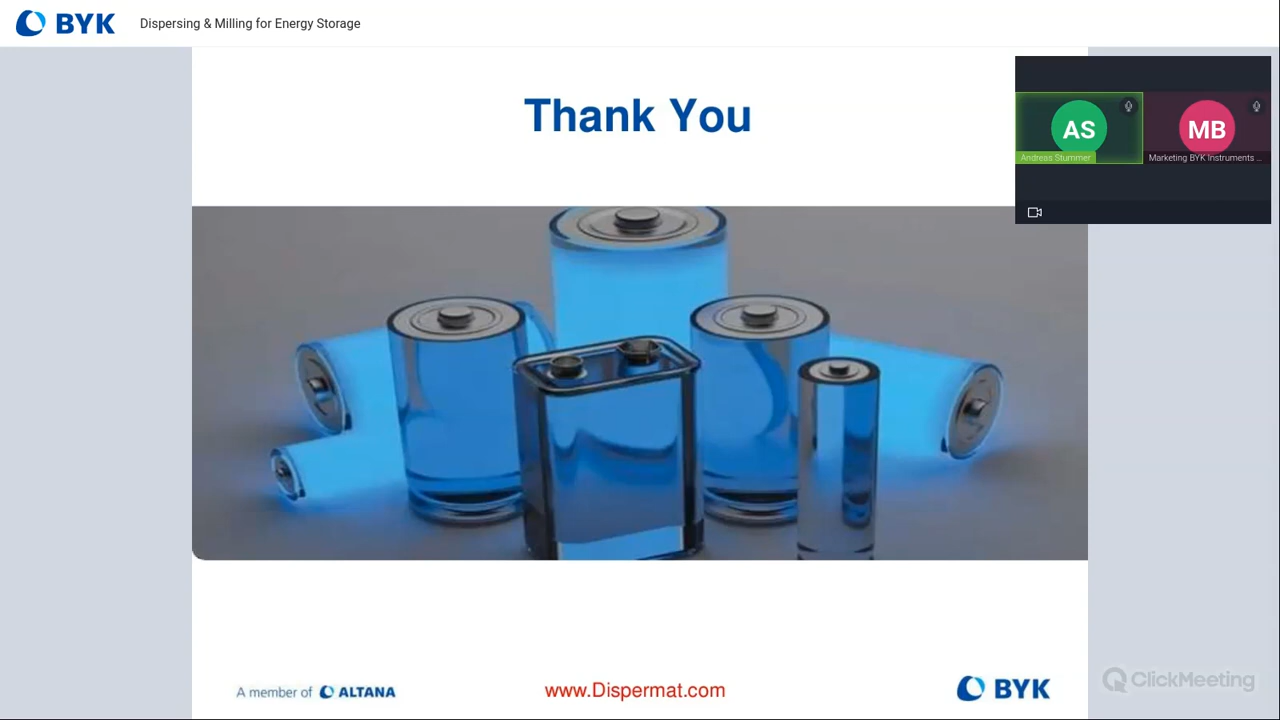 BYK
Dispersing & Milling for Energy Storage
Thank You
AS
MB
Andreas Stummer
Marketing BYK Instruments ...
A member of ALTANA
www.Dispermat.com
BYK
ClickMeeting